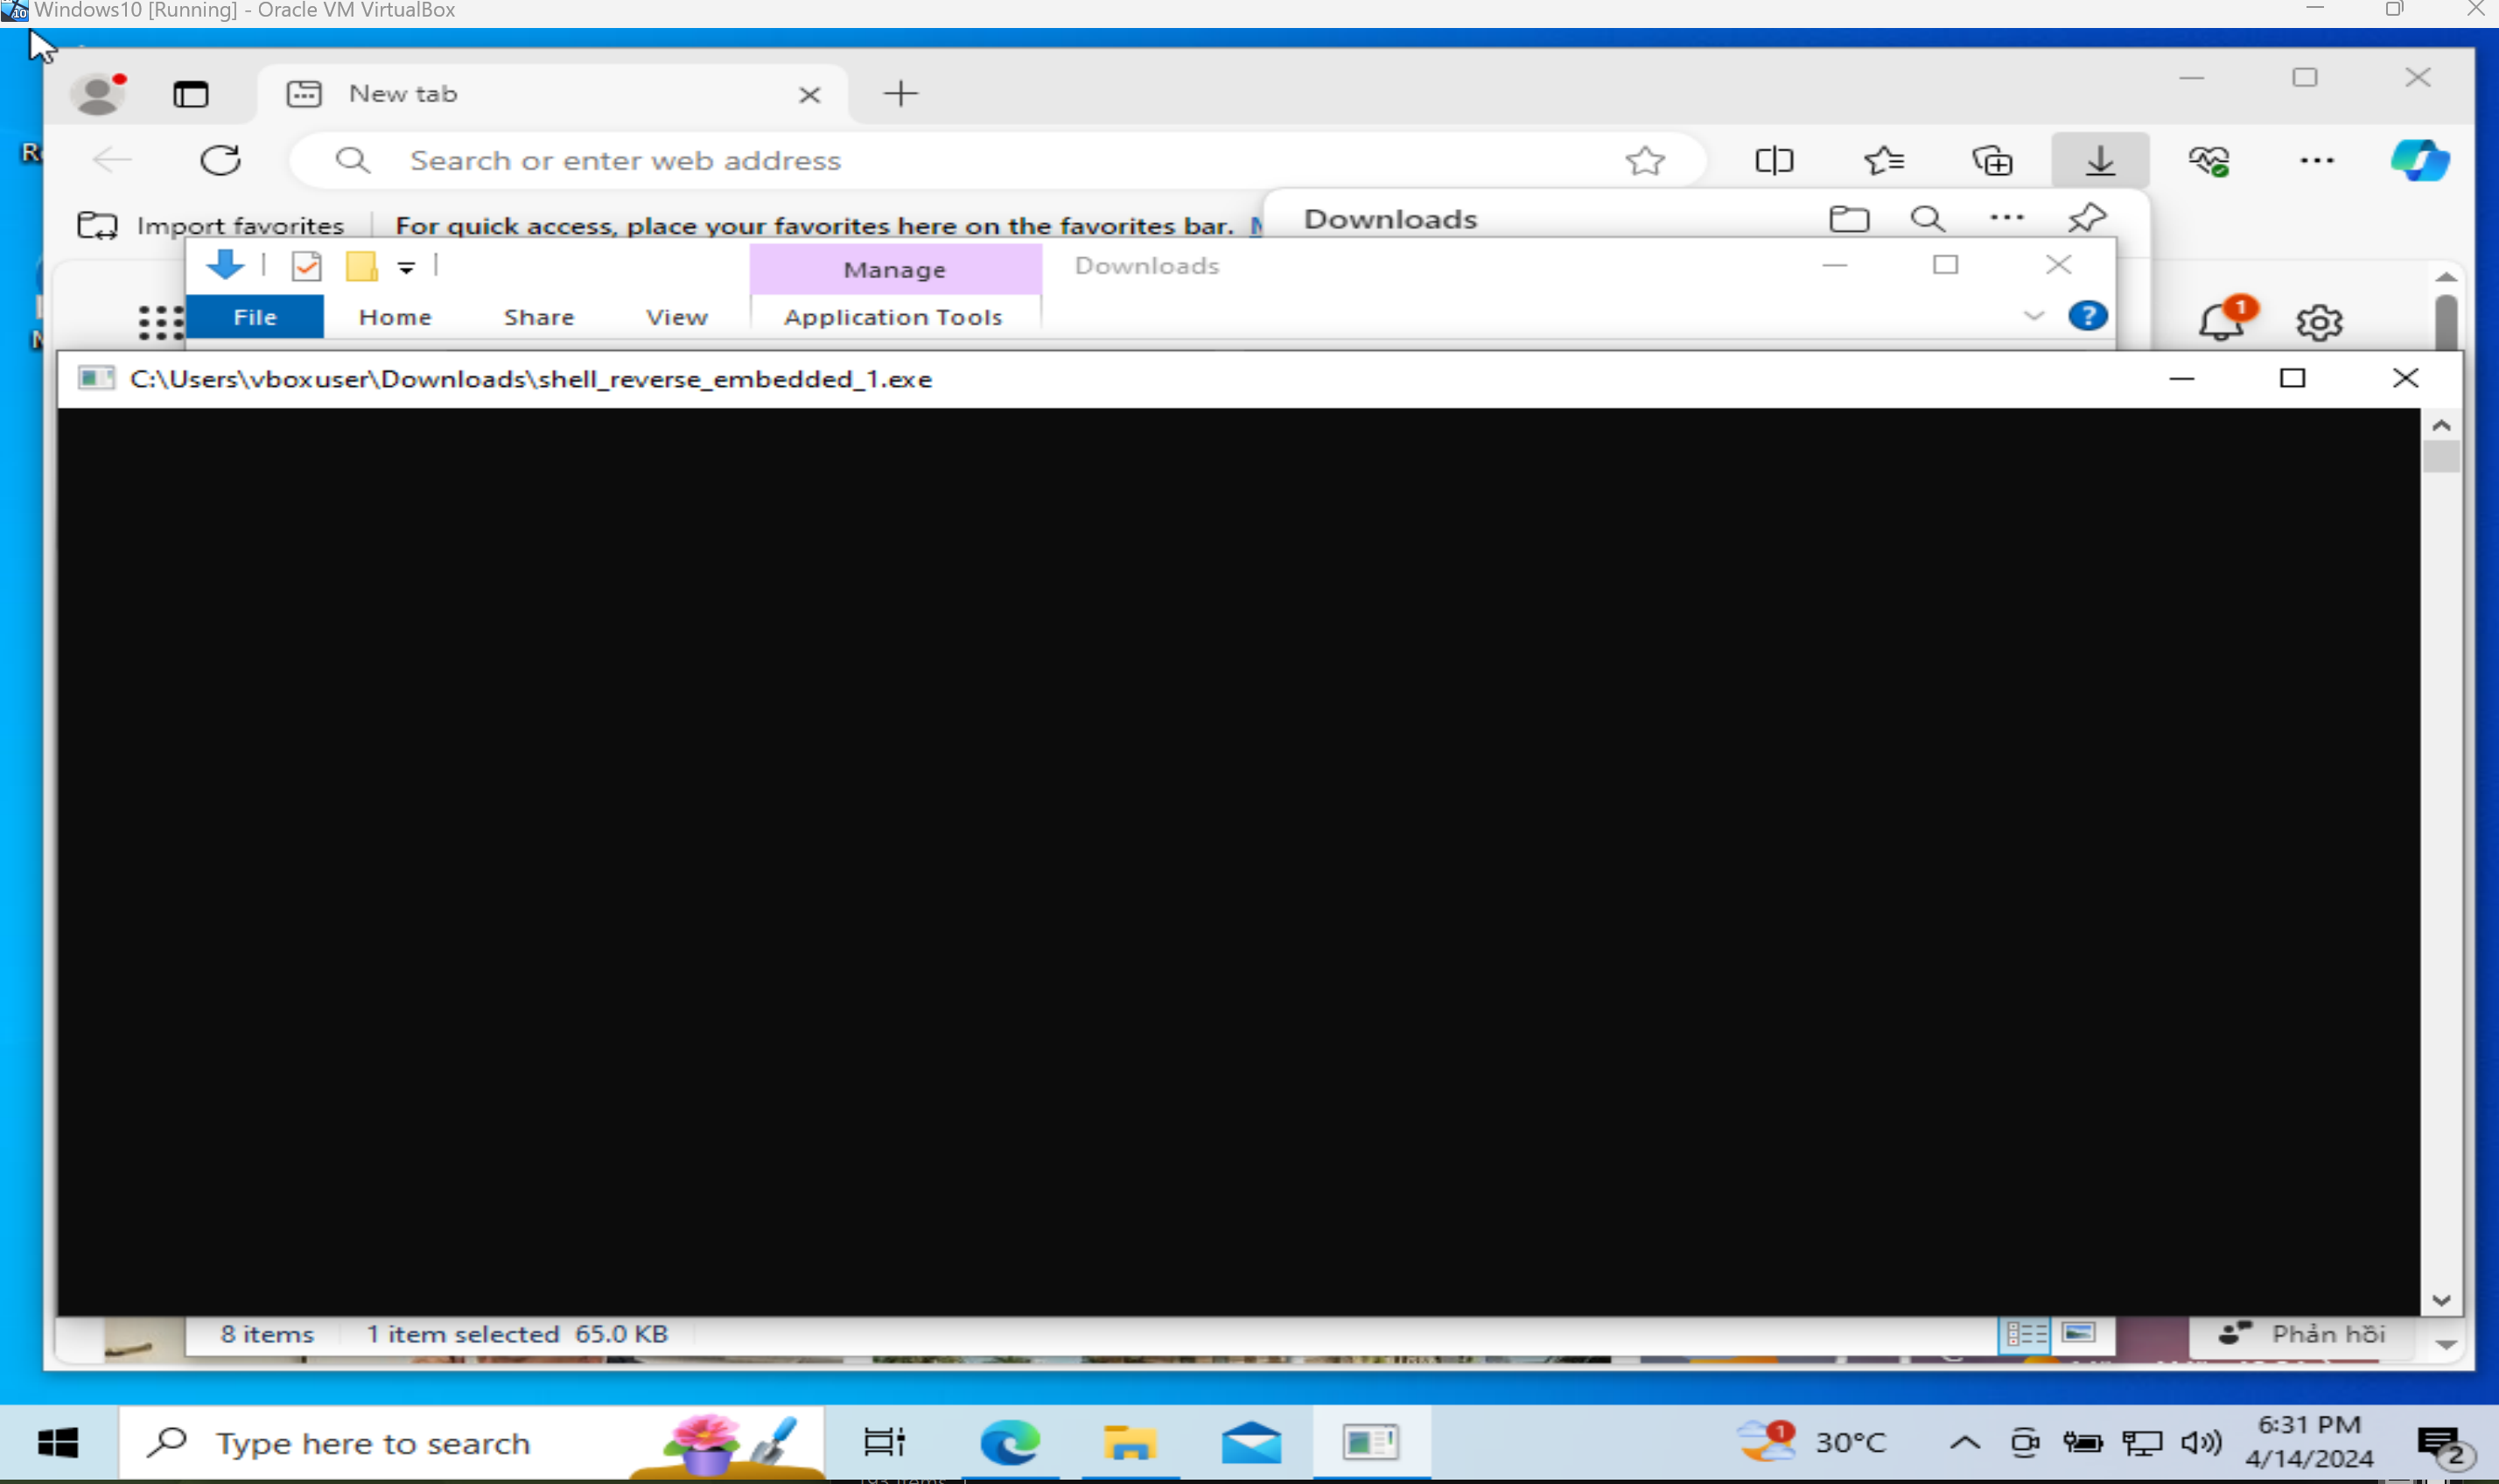 Windows10 [Running] - Oracle VM VirtualBox
New tab
Search or enter web address
Import favorites
For quick access, place your favorites here on the favorites bar.
Downloads
Manage
Downloads
File
Home
Share
View
Application Tools
1
C:\Users\vboxuser\Downloads\shell_reverse_embedded_1.exe
8 items
1 item selected 65.0 KB
Phản hồi
Type here to search
1
30°C
6:31 PM
4/14/2024
2